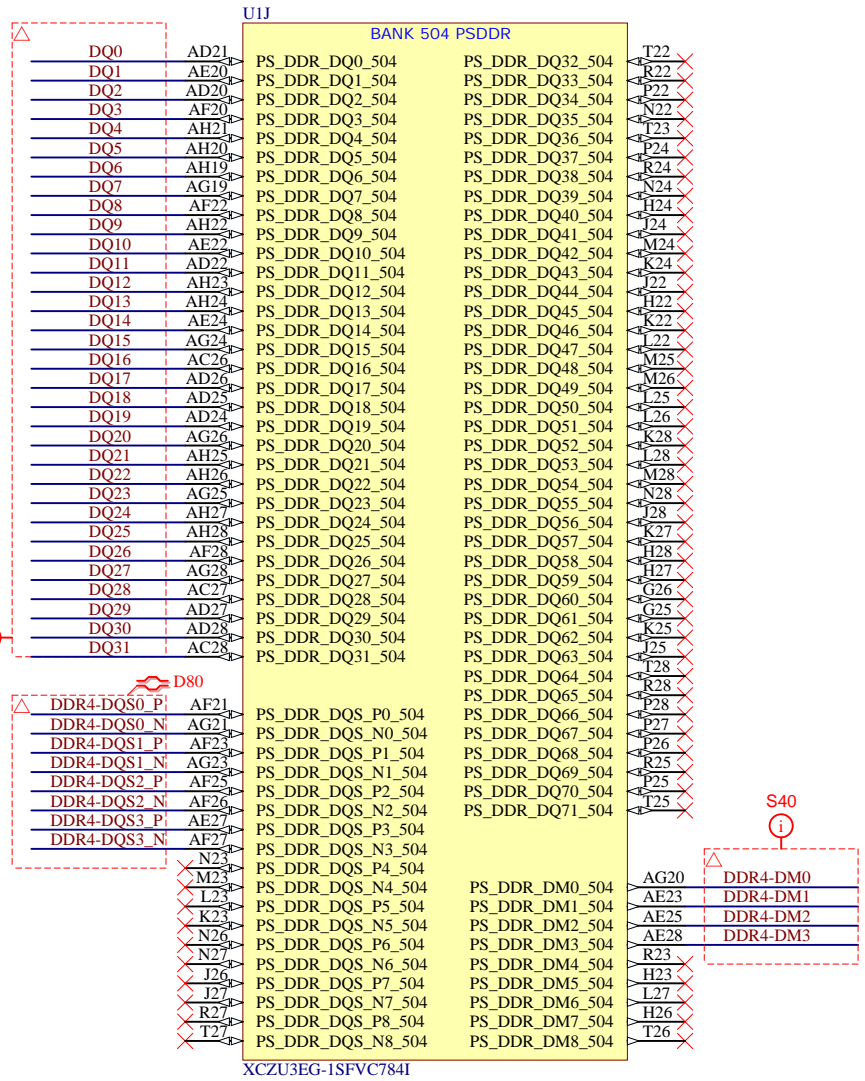 U1J
BANK 504 PSDDR
DQ0 AD21 PS_DDR_DQ0_504 PS_DDR_DQ32_504 T22
DQ1 AE20 PS_DDR_DQ1_504 PS_DDR_DQ33_504 R22
DQ2 AD20 PS_DDR_DQ2_504 PS_DDR_DQ34_504 P22
DQ3 AF20 PS_DDR_DQ3_504 PS_DDR_DQ35_504 N22
DQ4 AH21 PS_DDR_DQ4_504 PS_DDR_DQ36_504 T23
DQ5 AH20 PS_DDR_DQ5_504 PS_DDR_DQ37_504 P24
DQ6 AH19 PS_DDR_DQ6_504 PS_DDR_DQ38_504 R24
DQ7 AG19 PS_DDR_DQ7_504 PS_DDR_DQ39_504 N24
DQ8 AF22 PS_DDR_DQ8_504 PS_DDR_DQ40_504 H24
DQ9 AH22 PS_DDR_DQ9_504 PS_DDR_DQ41_504 J24
DQ10 AE22 PS_DDR_DQ10_504 PS_DDR_DQ42_504 M24
DQ11 AD22 PS_DDR_DQ11_504 PS_DDR_DQ43_504 K24
DQ12 AH23 PS_DDR_DQ12_504 PS_DDR_DQ44_504 J22
DQ13 AH24 PS_DDR_DQ13_504 PS_DDR_DQ45_504 H22
DQ14 AE24 PS_DDR_DQ14_504 PS_DDR_DQ46_504 K22
DQ15 AG24 PS_DDR_DQ15_504 PS_DDR_DQ47_504 L22
DQ16 AC26 PS_DDR_DQ16_504 PS_DDR_DQ48_504 M25
DQ17 AD26 PS_DDR_DQ17_504 PS_DDR_DQ49_504 M26
DQ18 AD25 PS_DDR_DQ18_504 PS_DDR_DQ50_504 L25
DQ19 AD24 PS_DDR_DQ19_504 PS_DDR_DQ51_504 L26
DQ20 AG26 PS_DDR_DQ20_504 PS_DDR_DQ52_504 K28
DQ21 AH25 PS_DDR_DQ21_504 PS_DDR_DQ53_504 L28
DQ22 AH26 PS_DDR_DQ22_504 PS_DDR_DQ54_504 M28
DQ23 AG25 PS_DDR_DQ23_504 PS_DDR_DQ55_504 N28
DQ24 AH27 PS_DDR_DQ24_504 PS_DDR_DQ56_504 J28
DQ25 AH28 PS_DDR_DQ25_504 PS_DDR_DQ57_504 K27
DQ26 AF28 PS_DDR_DQ26_504 PS_DDR_DQ58_504 H28
DQ27 AG28 PS_DDR_DQ27_504 PS_DDR_DQ59_504 H27
DQ28 AC27 PS_DDR_DQ28_504 PS_DDR_DQ60_504 G26
DQ29 AD27 PS_DDR_DQ29_504 PS_DDR_DQ61_504 G25
DQ30 AD28 PS_DDR_DQ30_504 PS_DDR_DQ62_504 K25
DQ31 AC28 PS_DDR_DQ31_504 PS_DDR_DQ63_504 J25
PS_DDR_DQ64_504 T28
D80 PS_DDR_DQ65_504 R28
DDR4-DQS0_P AF21 PS_DDR_DQS_P0_504 PS_DDR_DQ66_504 P28
DDR4-DQS0_N AG21 PS_DDR_DQS_N0_504 PS_DDR_DQ67_504 P27
DDR4-DQS1_P AF23 PS_DDR_DQS_P1_504 PS_DDR_DQ68_504 P26
DDR4-DQS1_N AG23 PS_DDR_DQS_N1_504 PS_DDR_DQ69_504 R25
DDR4-DQS2_P AF25 PS_DDR_DQS_P2_504 PS_DDR_DQ70_504 P25
DDR4-DQS2_N AF26 PS_DDR_DQS_N2_504 PS_DDR_DQ71_504 T25
S40
i
DDR4-DQS3_P AE27 PS_DDR_DQS_P3_504
DDR4-DQS3_N AF27 PS_DDR_DQS_N3_504
N23 PS_DDR_DQS_P4_504
M23 PS_DDR_DQS_N4_504 PS_DDR_DM0_504 AG20 DDR4-DM0
L23 PS_DDR_DQS_P5_504 PS_DDR_DM1_504 AE23 DDR4-DM1
K23 PS_DDR_DQS_N5_504 PS_DDR_DM2_504 AE25 DDR4-DM2
N26 PS_DDR_DQS_P6_504 PS_DDR_DM3_504 AE28 DDR4-DM3
N27 PS_DDR_DQS_N6_504 PS_DDR_DM4_504 R23
J26 PS_DDR_DQS_P7_504 PS_DDR_DM5_504 H23
J27 PS_DDR_DQS_N7_504 PS_DDR_DM6_504 L27
R27 PS_DDR_DQS_P8_504 PS_DDR_DM7_504 H26
T27 PS_DDR_DQS_N8_504 PS_DDR_DM8_504 T26
XCZU3EG-1SFVC784I